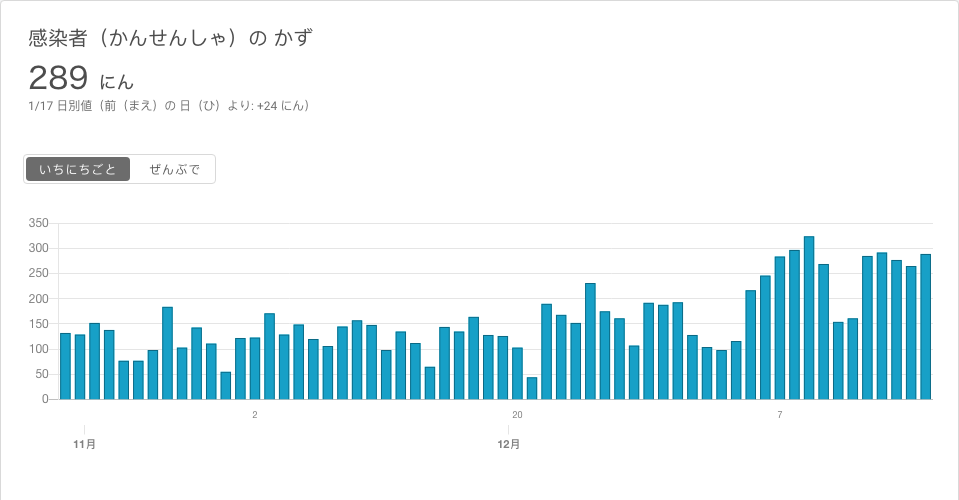 感染者（かんせんしゃ）の かず
289 にん
1/17 日別値（前（まえ）の 日（ひ）より: +24 にん）
いちにちごと ぜんぶで
350
300
250
200
150
100
50
0
2 20 7
11月 12月